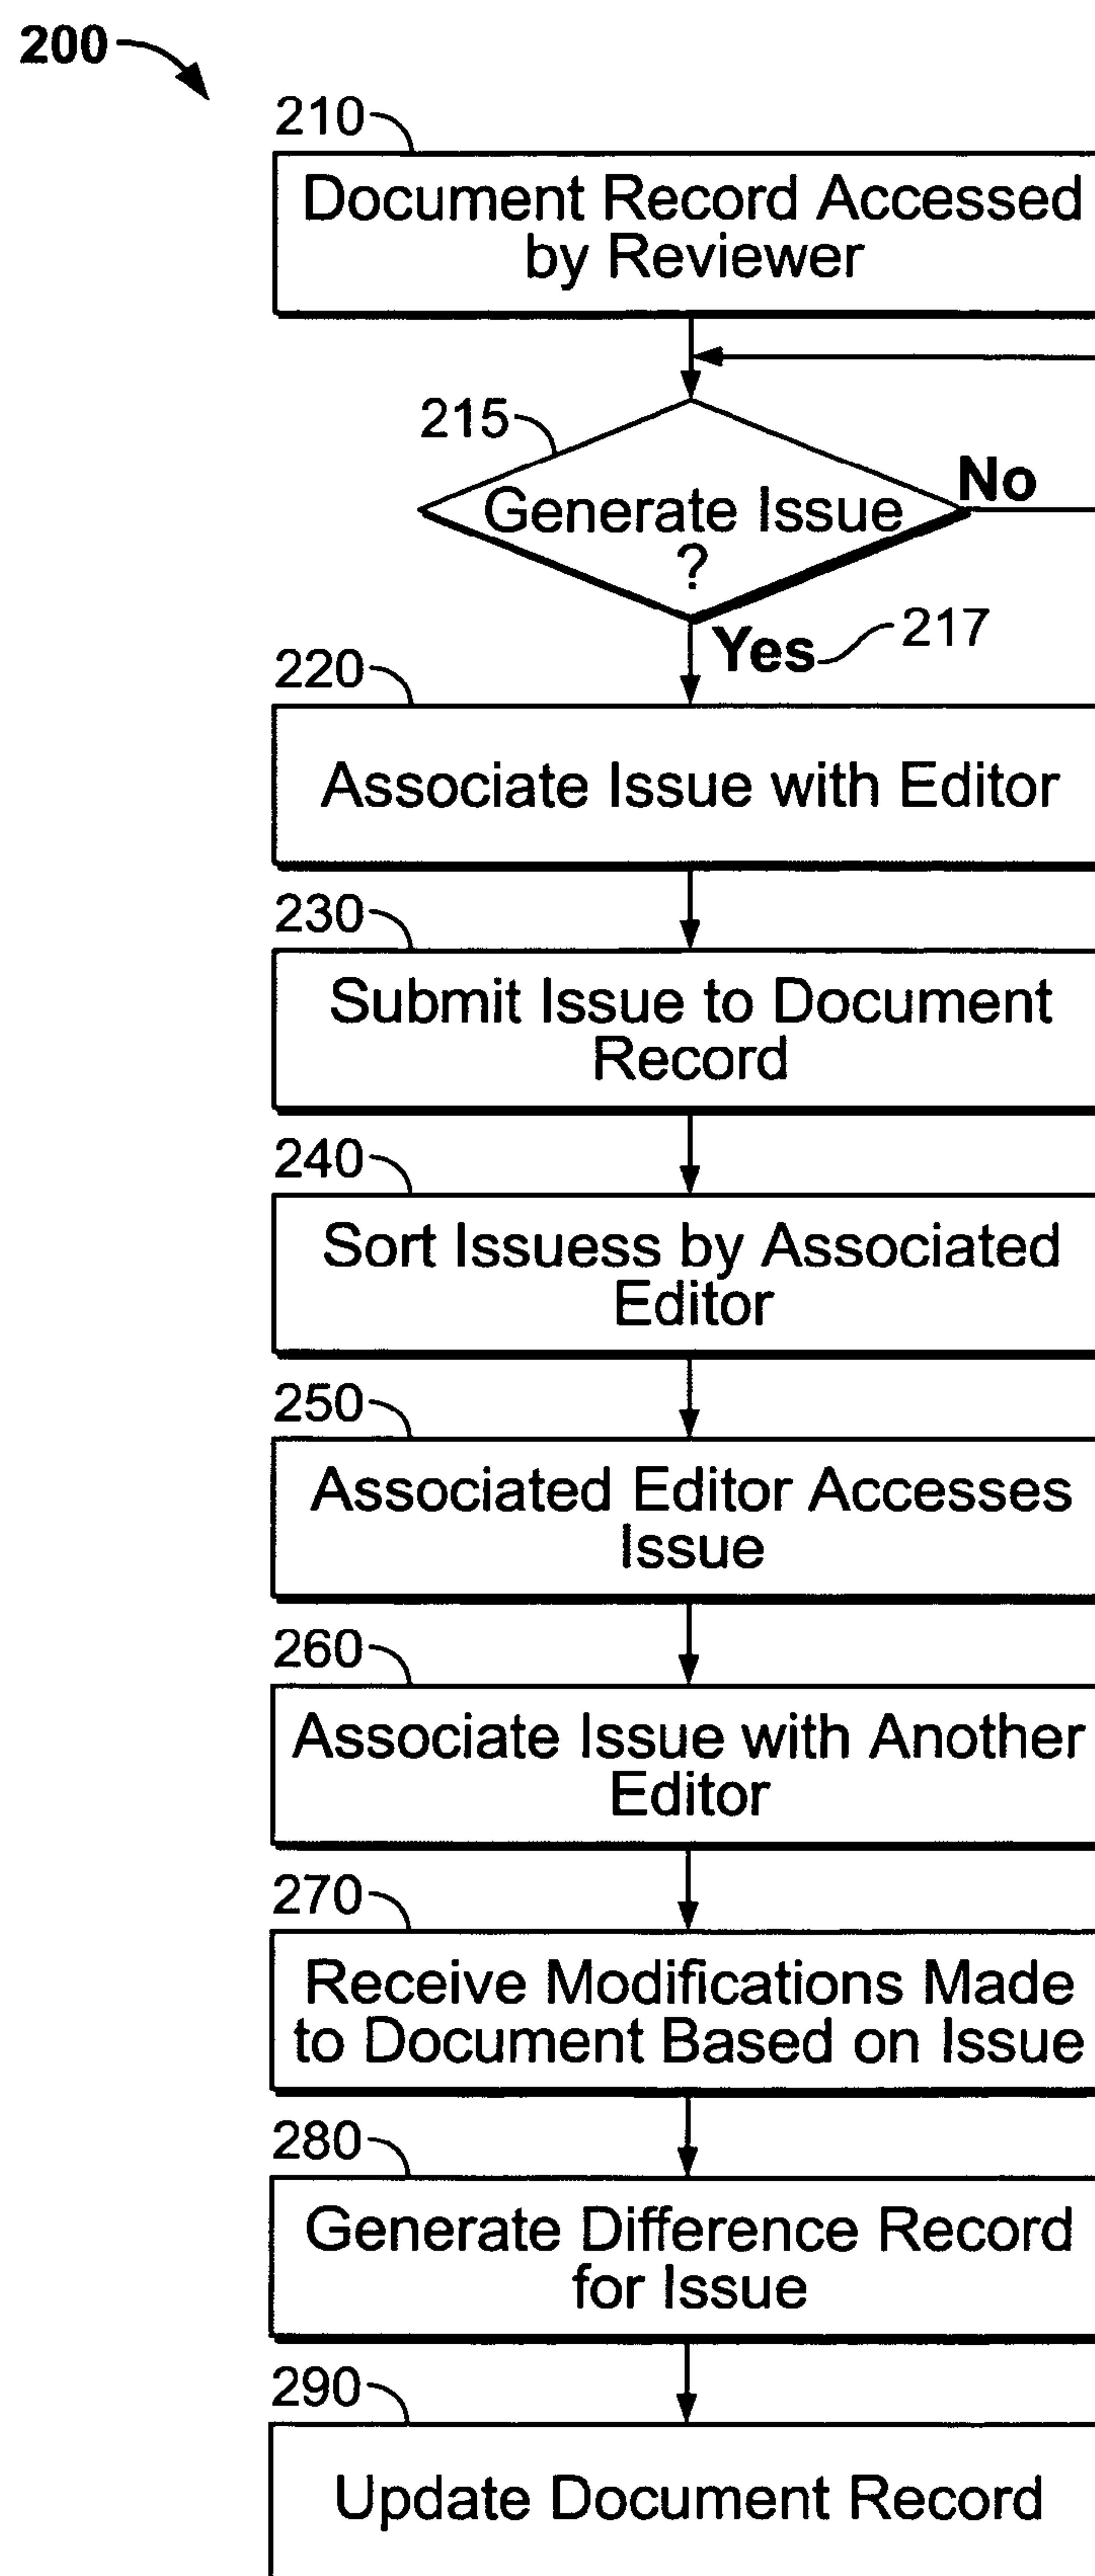 200
210
Document Record Accessed
by Reviewer
215
Generate Issue
?
No
Yes
217
220
Associate Issue with Editor
230
Submit Issue to Document
Record
240
Sort Issuess by Associated
Editor
250
Associated Editor Accesses
Issue
260
Associate Issue with Another
Editor
270
Receive Modifications Made
to Document Based on Issue
280
Generate Difference Record
for Issue
290
Update Document Record